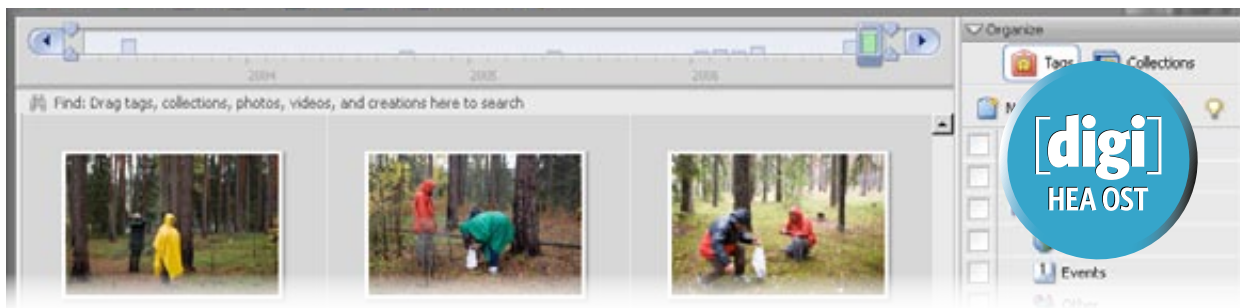 Organize
Tags
Collections
2004
2005
2006
Find: Drag tags, collections, photos, videos, and creations here to search
[digi]
HEA OST
Events
Other